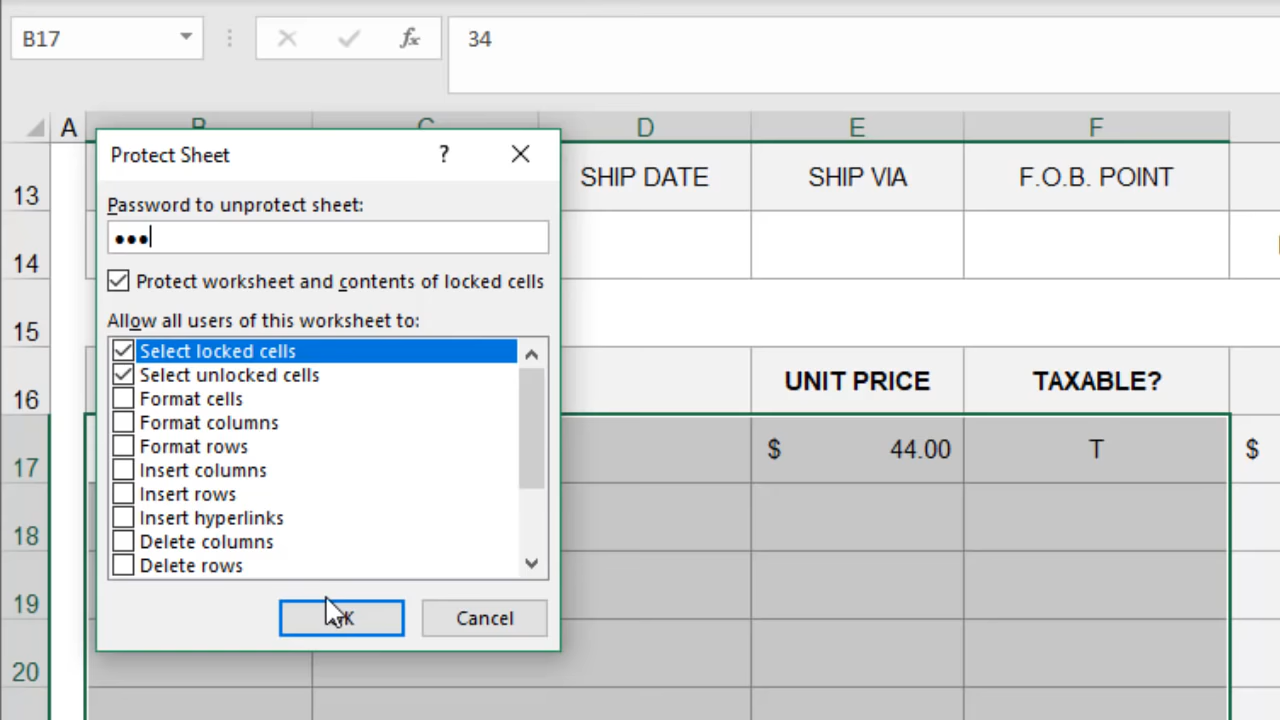 B17 fx 34
A B C D E F
Protect Sheet ? 
Password to unprotect sheet:
•••
Protect worksheet and contents of locked cells
Allow all users of this worksheet to:
Select locked cells
Select unlocked cells
Format cells
Format columns
Format rows
Insert columns
Insert rows
Insert hyperlinks
Delete columns
Delete rows
Cancel
13 SHIP DATE SHIP VIA F.O.B. POINT
14
15
16 UNIT PRICE TAXABLE?
17 $ 44.00 T $
18
19
20